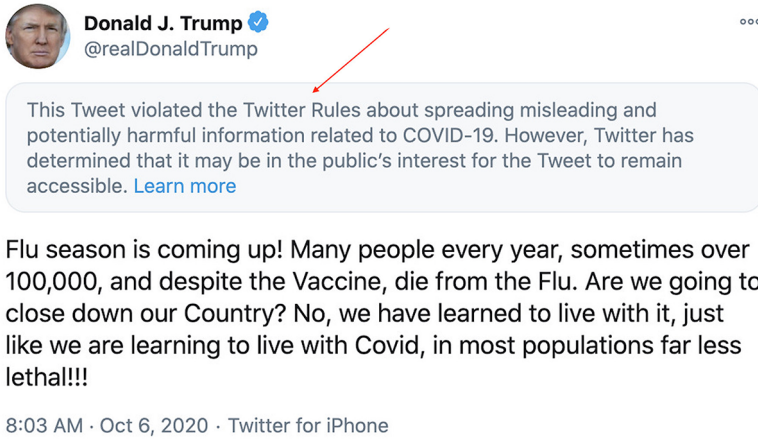 Donald J. Trump
@realDonaldTrump
This Tweet violated the Twitter Rules about spreading misleading and
potentially harmful information related to COVID-19. However, Twitter has
determined that it may be in the public’s interest for the Tweet to remain
accessible. Learn more
Flu season is coming up! Many people every year, sometimes over
100,000, and despite the Vaccine, die from the Flu. Are we going to
close down our Country? No, we have learned to live with it, just
like we are learning to live with Covid, in most populations far less
lethal!!!
8:03 AM · Oct 6, 2020 · Twitter for iPhone